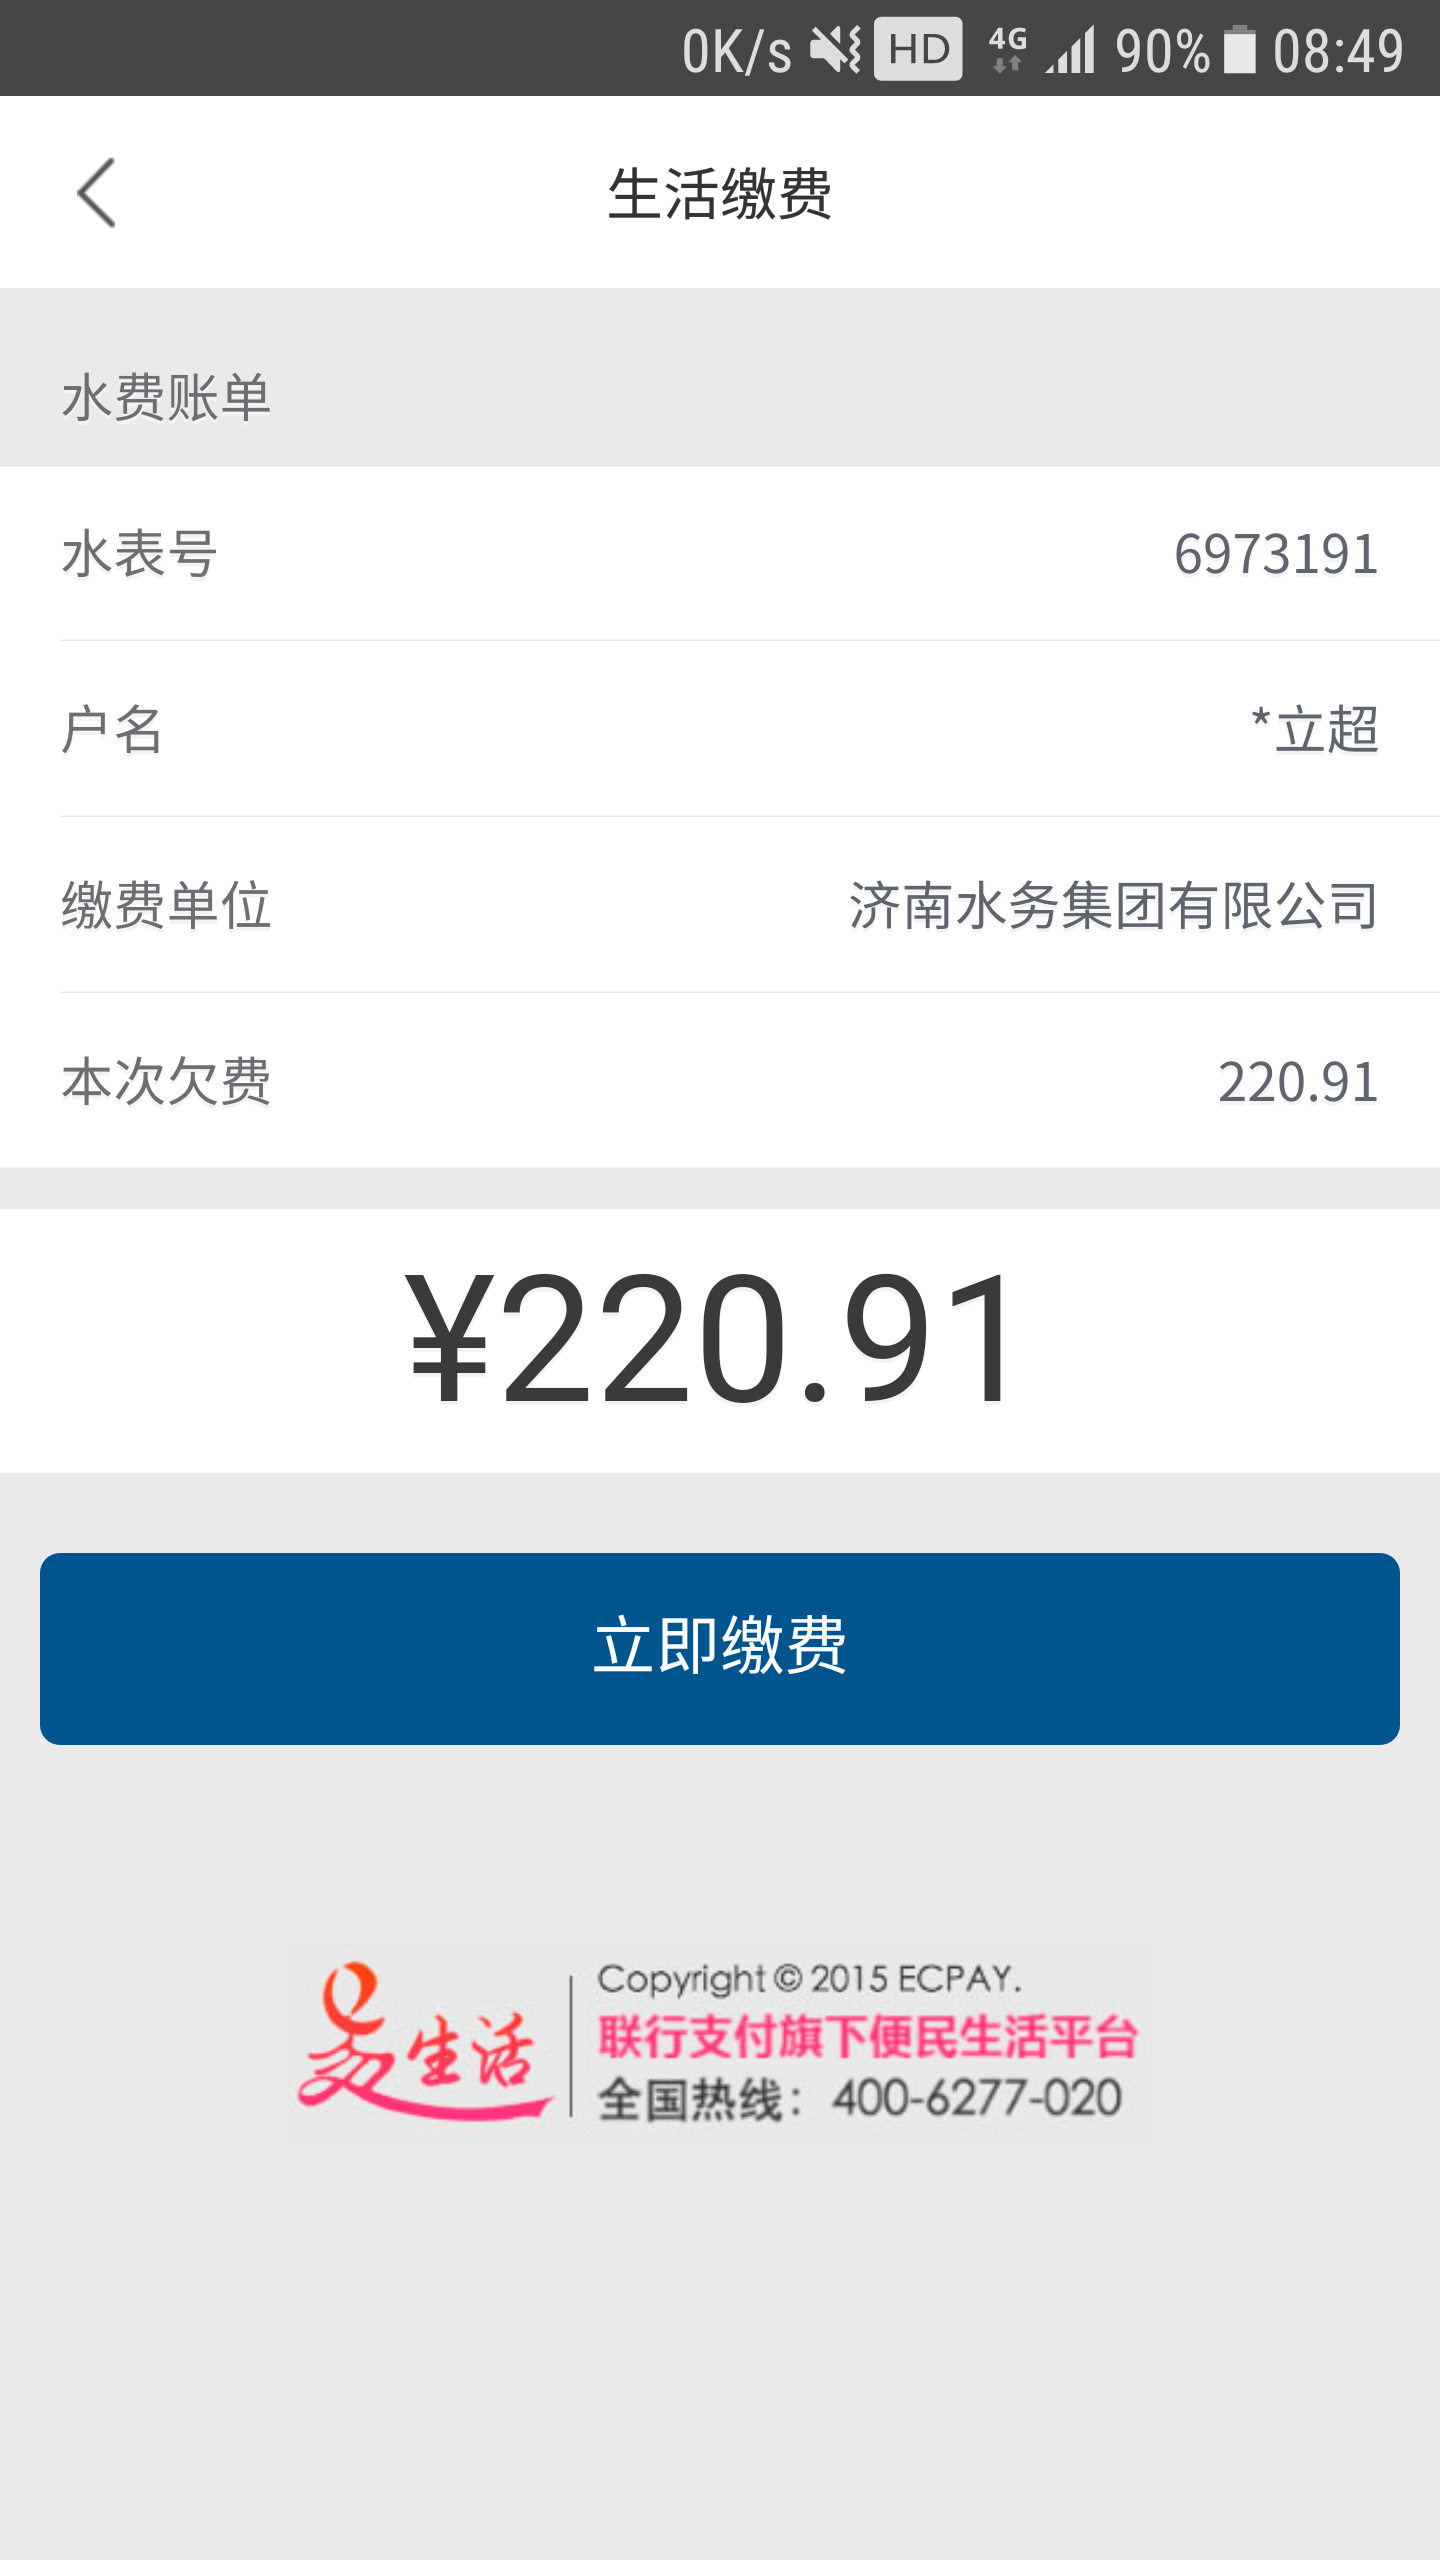 0K/s HD 4G 90% 08:49
生活缴费
水费账单
水表号 6973191
户名 *立超
缴费单位 济南水务集团有限公司
本次欠费 220.91
¥220.91
立即缴费
e生活
Copyright © 2015 ECPAY.
联行支付旗下便民生活平台
全国热线：400-6277-020